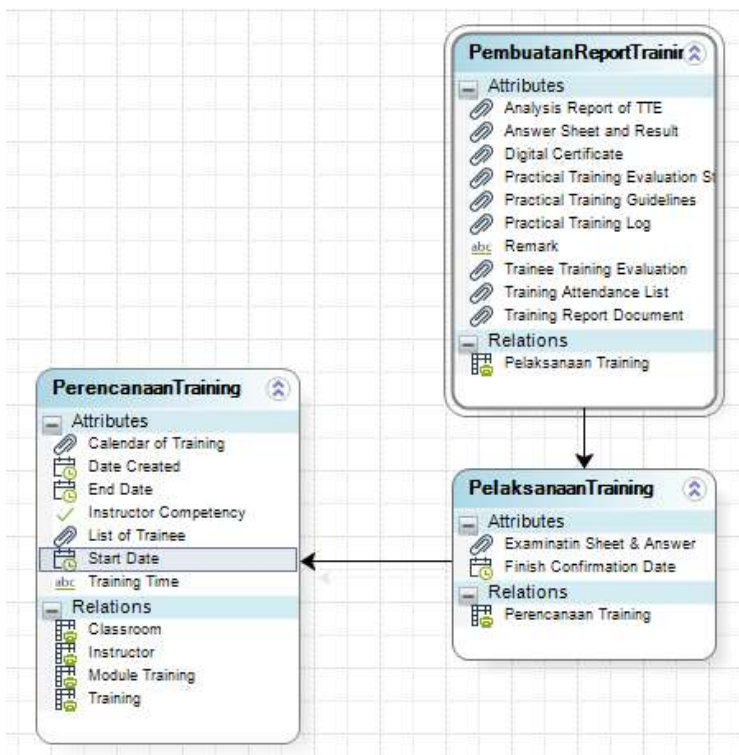 PembuatanReportTrainin
Attributes
Analysis Report of TTE
Answer Sheet and Result
Digital Certificate
Practical Training Evaluation St
Practical Training Guidelines
Practical Training Log
abc Remark
Trainee Training Evaluation
Training Attendance List
Training Report Document
Relations
Pelaksanaan Training
PerencanaanTraining
Attributes
Calendar of Training
Date Created
End Date
Instructor Competency
List of Trainee
Start Date
abc Training Time
Relations
Classroom
Instructor
Module Training
Training
PelaksanaanTraining
Attributes
Examinatin Sheet & Answer
Finish Confirmation Date
Relations
Perencanaan Training